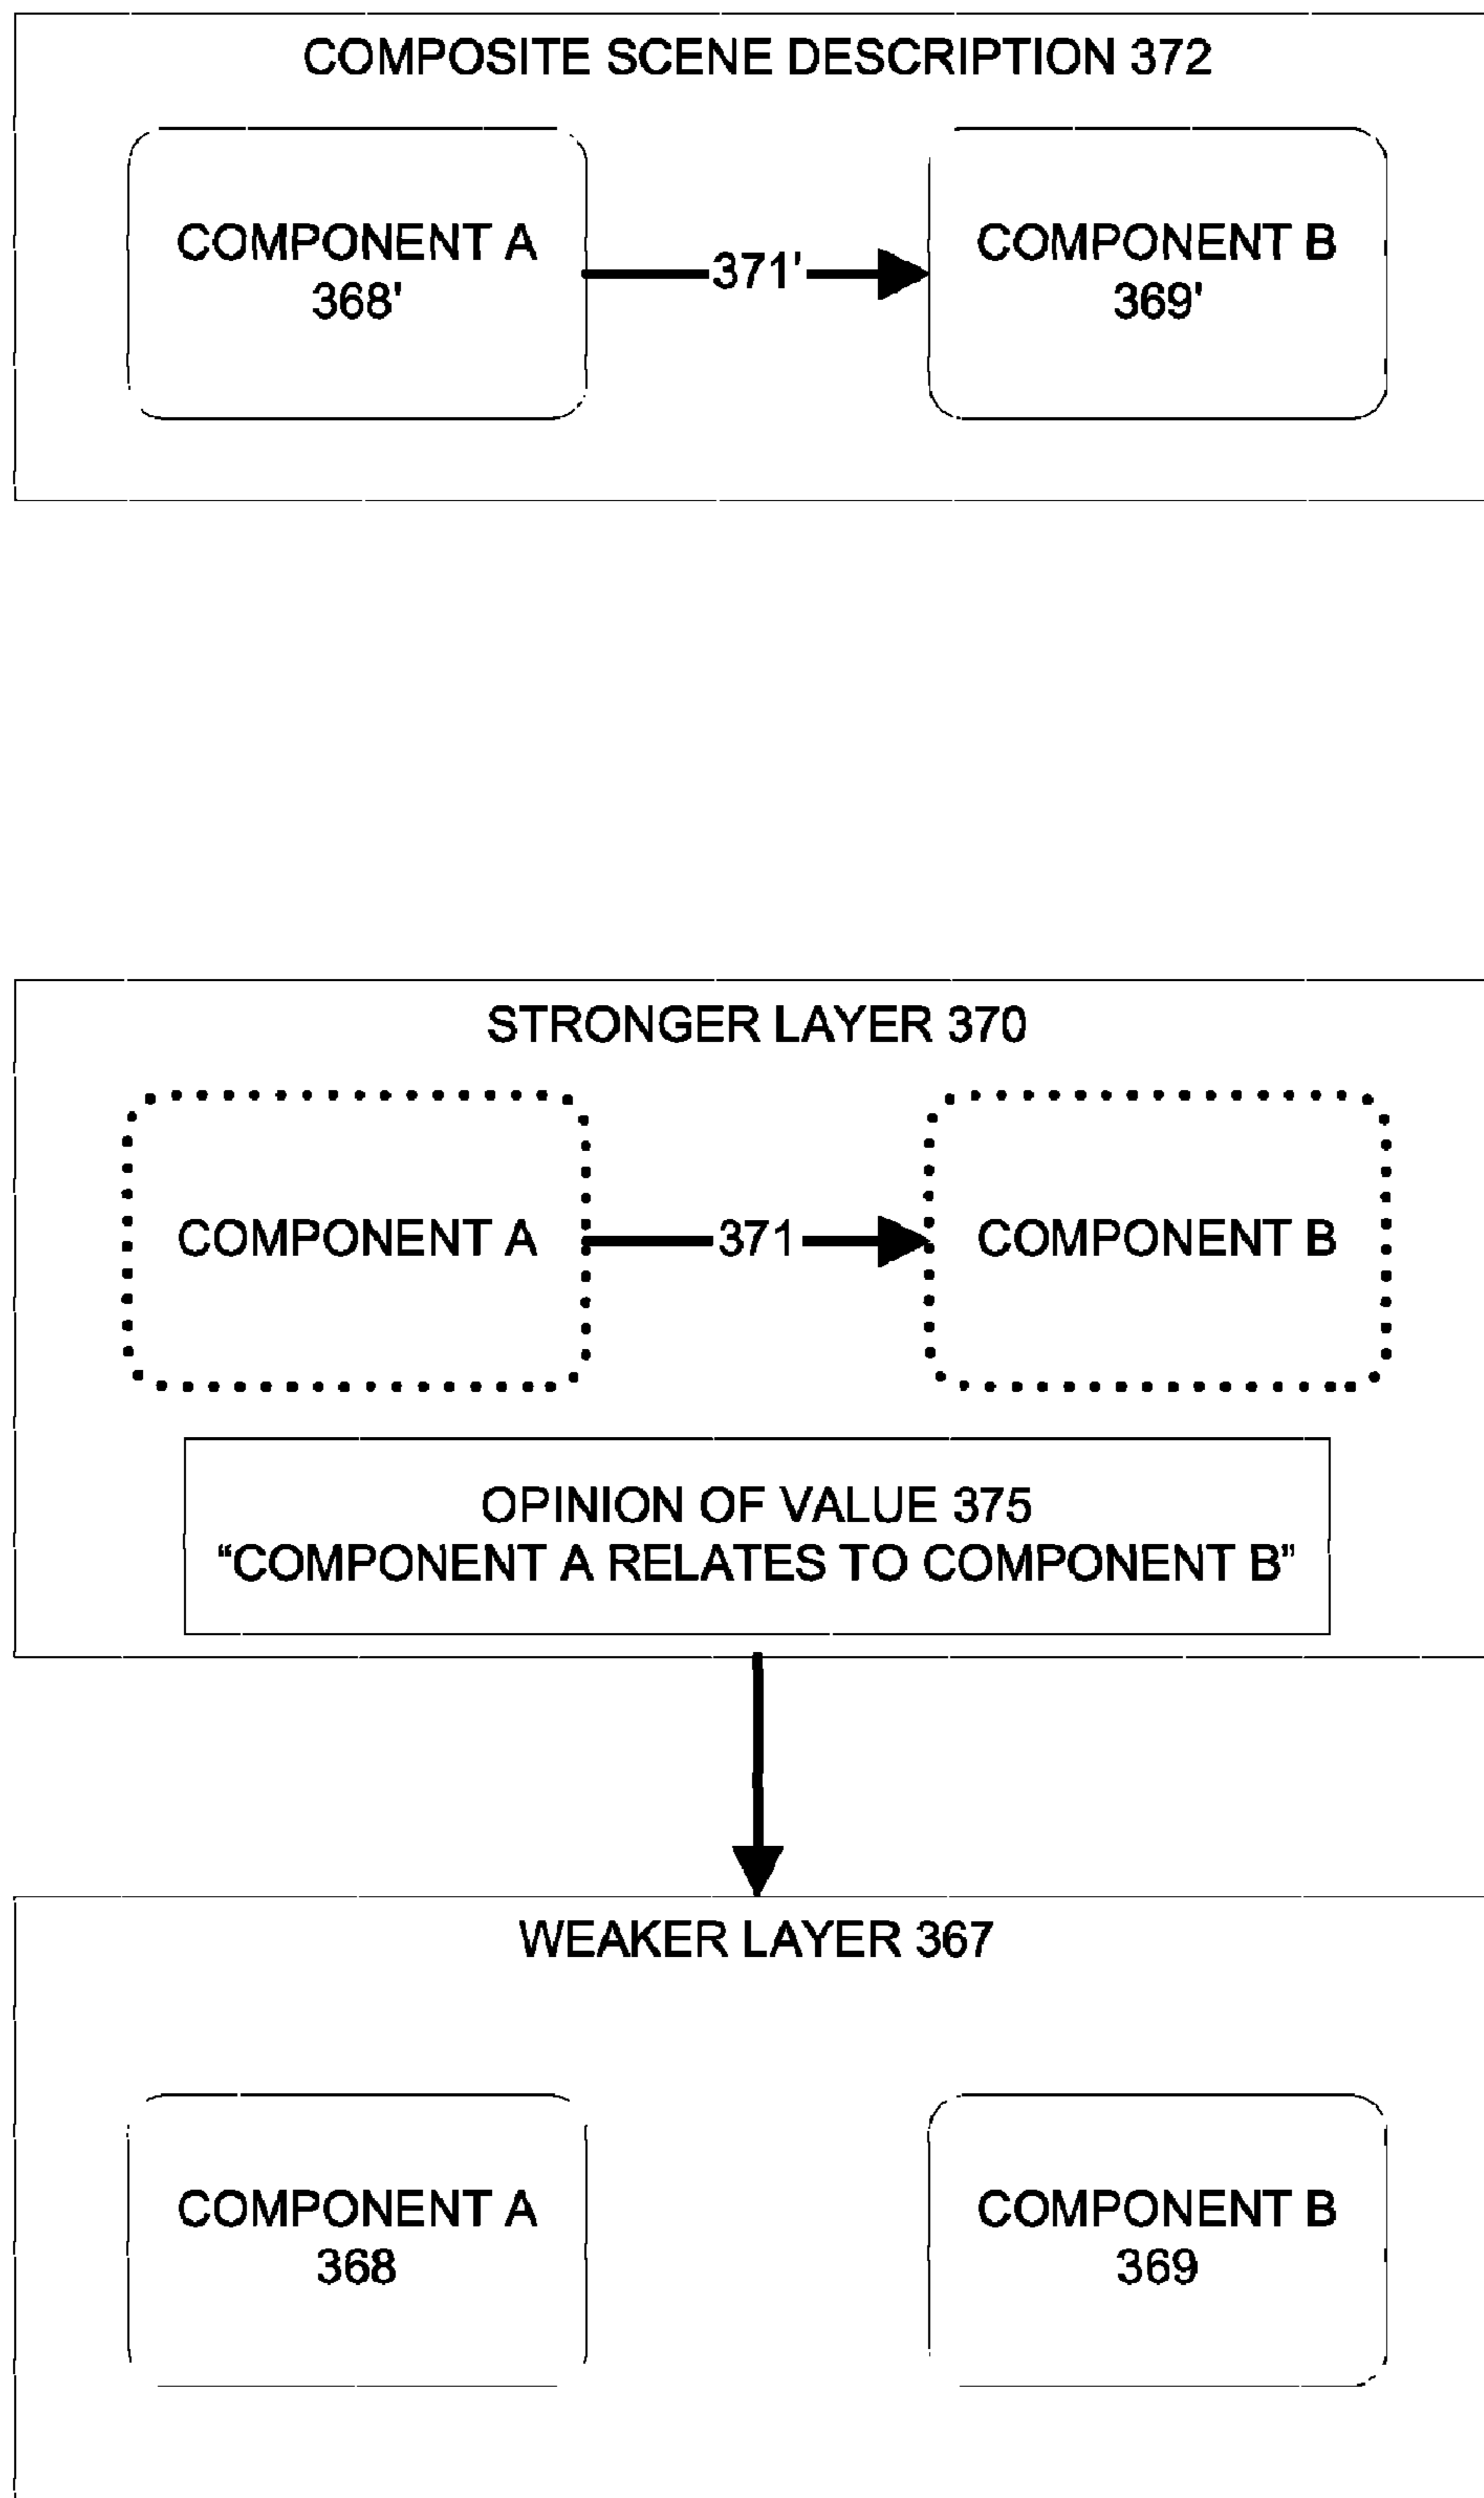 COMPOSITE SCENE DESCRIPTION 372
COMPONENT A
368'
371'
COMPONENT B
369'
STRONGER LAYER 370
COMPONENT A
371
COMPONENT B
OPINION OF VALUE 375
“COMPONENT A RELATES TO COMPONENT B”
WEAKER LAYER 367
COMPONENT A
368
COMPONENT B
369